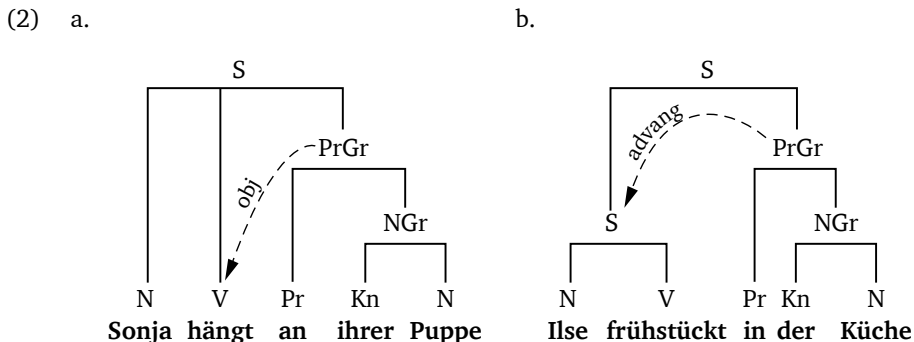 (2) a. b.
S S
PrGr PrGr
obj advang
NGr S NGr
N V Pr Kn N N V Pr Kn N
Sonja hängt an ihrer Puppe Ilse frühstückt in der Küche